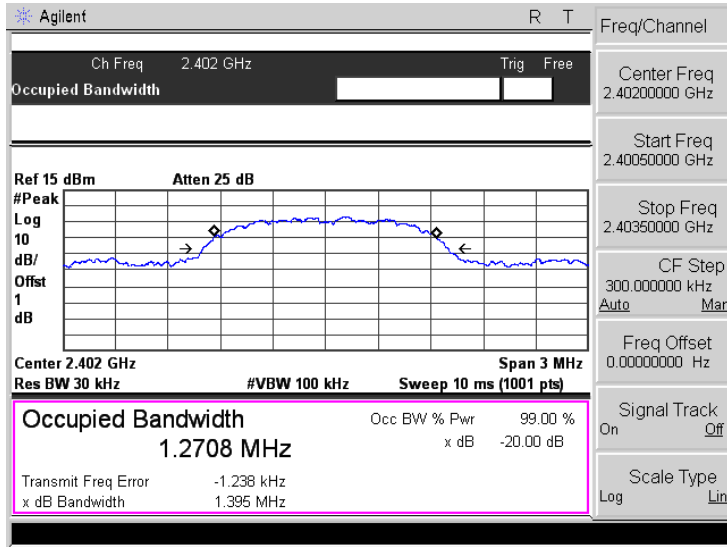 Agilent R T
Ch Freq 2.402 GHz Trig Free
Occupied Bandwidth
Ref 15 dBm Atten 25 dB
#Peak
Log
10
dB/
Offst
1
dB
Center 2.402 GHz Span 3 MHz
Res BW 30 kHz #VBW 100 kHz Sweep 10 ms (1001 pts)
Occupied Bandwidth
1.2708 MHz
Occ BW % Pwr 99.00 %
x dB -20.00 dB
Transmit Freq Error -1.238 kHz
x dB Bandwidth 1.395 MHz
Freq/Channel
Center Freq
2.40200000 GHz
Start Freq
2.40050000 GHz
Stop Freq
2.40350000 GHz
CF Step
300.000000 kHz
Auto Mar
Freq Offset
0.00000000 Hz
Signal Track
On Off
Scale Type
Log Lin